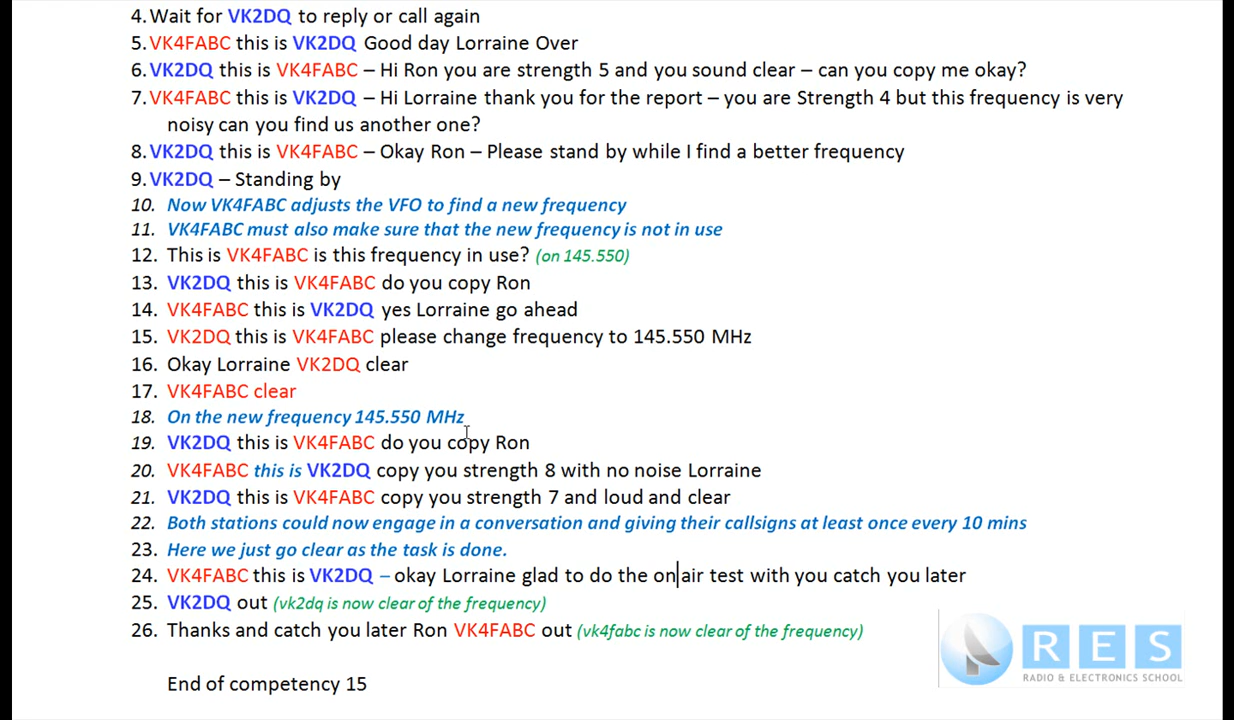 4. Wait for VK2DQ to reply or call again
5. VK4FABC this is VK2DQ Good day Lorraine Over
6. VK2DQ this is VK4FABC – Hi Ron you are strength 5 and you sound clear – can you copy me okay?
7. VK4FABC this is VK2DQ – Hi Lorraine thank you for the report – you are Strength 4 but this frequency is very
noisy can you find us another one?
8. VK2DQ this is VK4FABC – Okay Ron – Please stand by while I find a better frequency
9. VK2DQ – Standing by
10. Now VK4FABC adjusts the VFO to find a new frequency
11. VK4FABC must also make sure that the new frequency is not in use
12. This is VK4FABC is this frequency in use? (on 145.550)
13. VK2DQ this is VK4FABC do you copy Ron
14. VK4FABC this is VK2DQ yes Lorraine go ahead
15. VK2DQ this is VK4FABC please change frequency to 145.550 MHz
16. Okay Lorraine VK2DQ clear
17. VK4FABC clear
18. On the new frequency 145.550 MHz
19. VK2DQ this is VK4FABC do you copy Ron
20. VK4FABC this is VK2DQ copy you strength 8 with no noise Lorraine
21. VK2DQ this is VK4FABC copy you strength 7 and loud and clear
22. Both stations could now engage in a conversation and giving their callsigns at least once every 10 mins
23. Here we just go clear as the task is done.
24. VK4FABC this is VK2DQ – okay Lorraine glad to do the on air test with you catch you later
25. VK2DQ out (vk2dq is now clear of the frequency)
26. Thanks and catch you later Ron VK4FABC out (vk4fabc is now clear of the frequency)
End of competency 15
RES
RADIO & ELECTRONICS SCHOOL